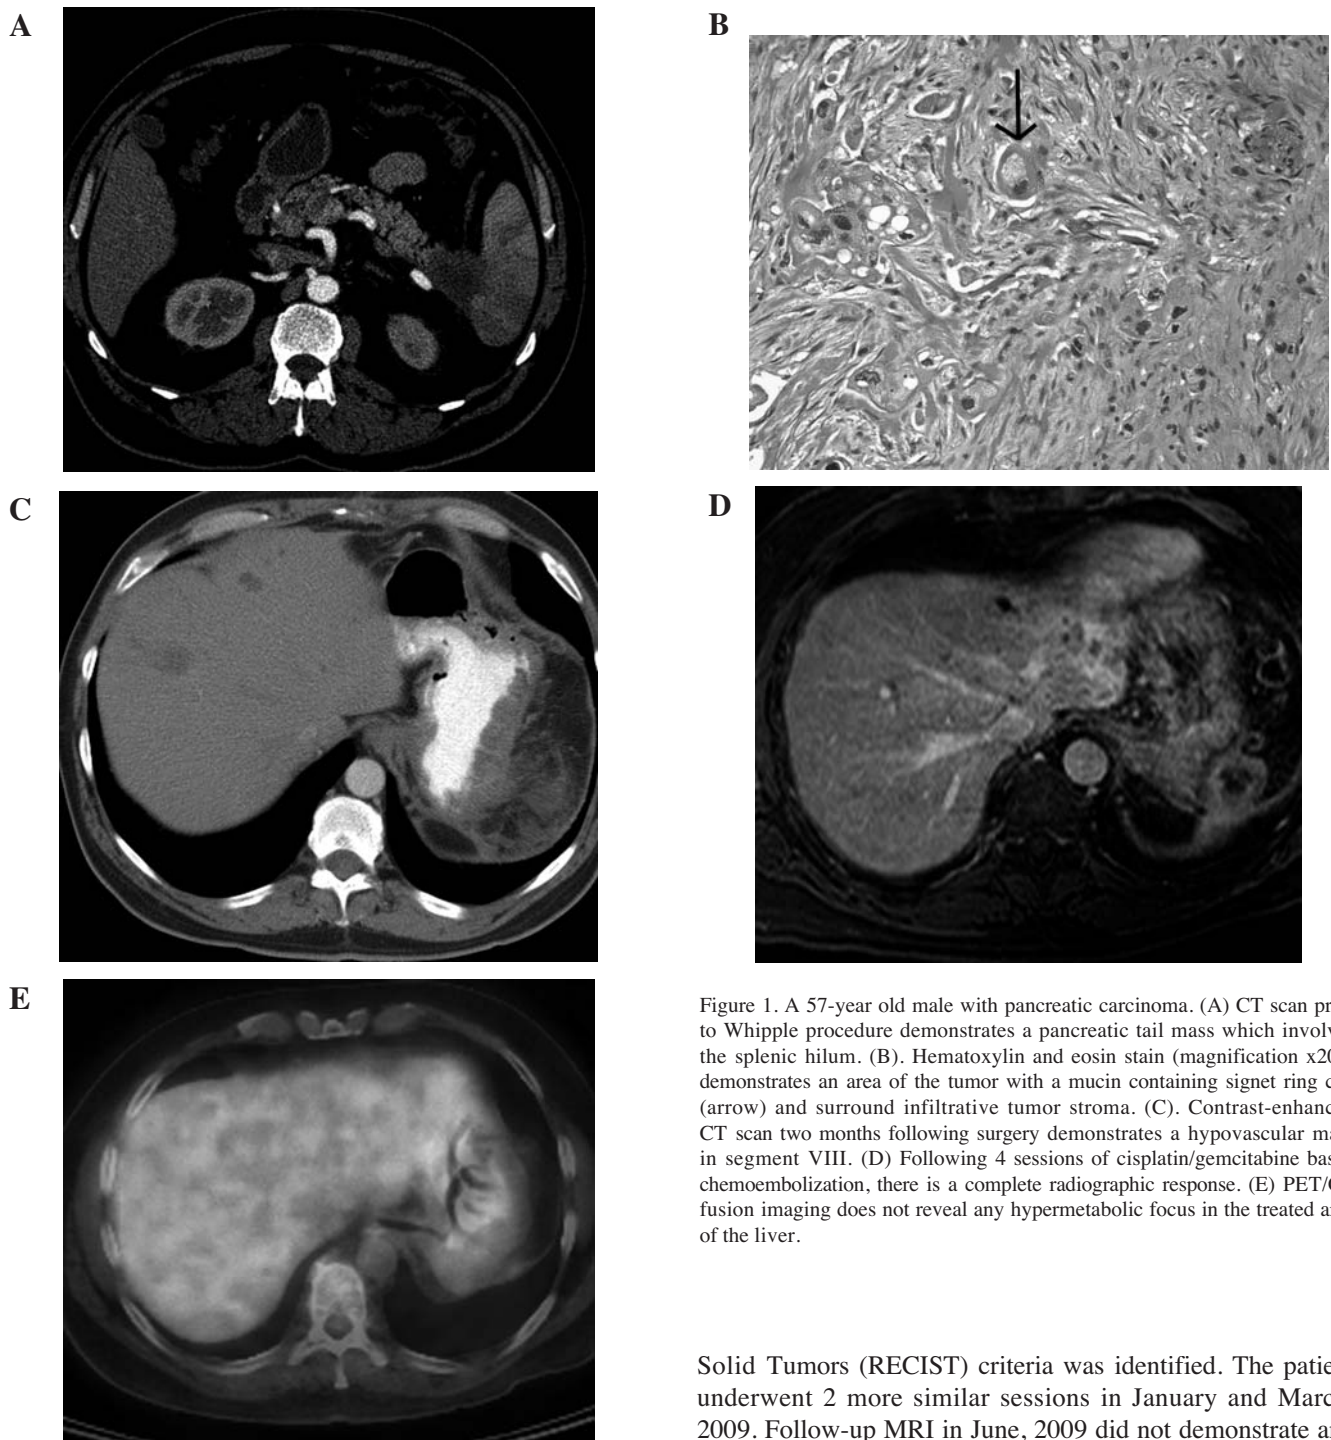 A
B
C
D
E
Figure 1. A 57-year old male with pancreatic carcinoma. (A) CT scan
to Whipple procedure demonstrates a pancreatic tail mass which
the splenic hilum. (B). Hematoxylin and eosin stain (magnification
demonstrates an area of the tumor with a mucin containing signet ring
(arrow) and surround infiltrative tumor stroma. (C).
CT scan two months following surgery demonstrates a hypovascular
in segment VIII. (D) Following 4 sessions of cisplatin/gemcitabine
chemoembolization, there is a complete radiographic response. (E)
fusion imaging does not reveal any hypermetabolic focus in the treated
of the liver.
Solid Tumors (RECIST) criteria was identified. The
underwent 2 more similar sessions in January and
2009. Follow-up MRI in June, 2009 did not demonstrate